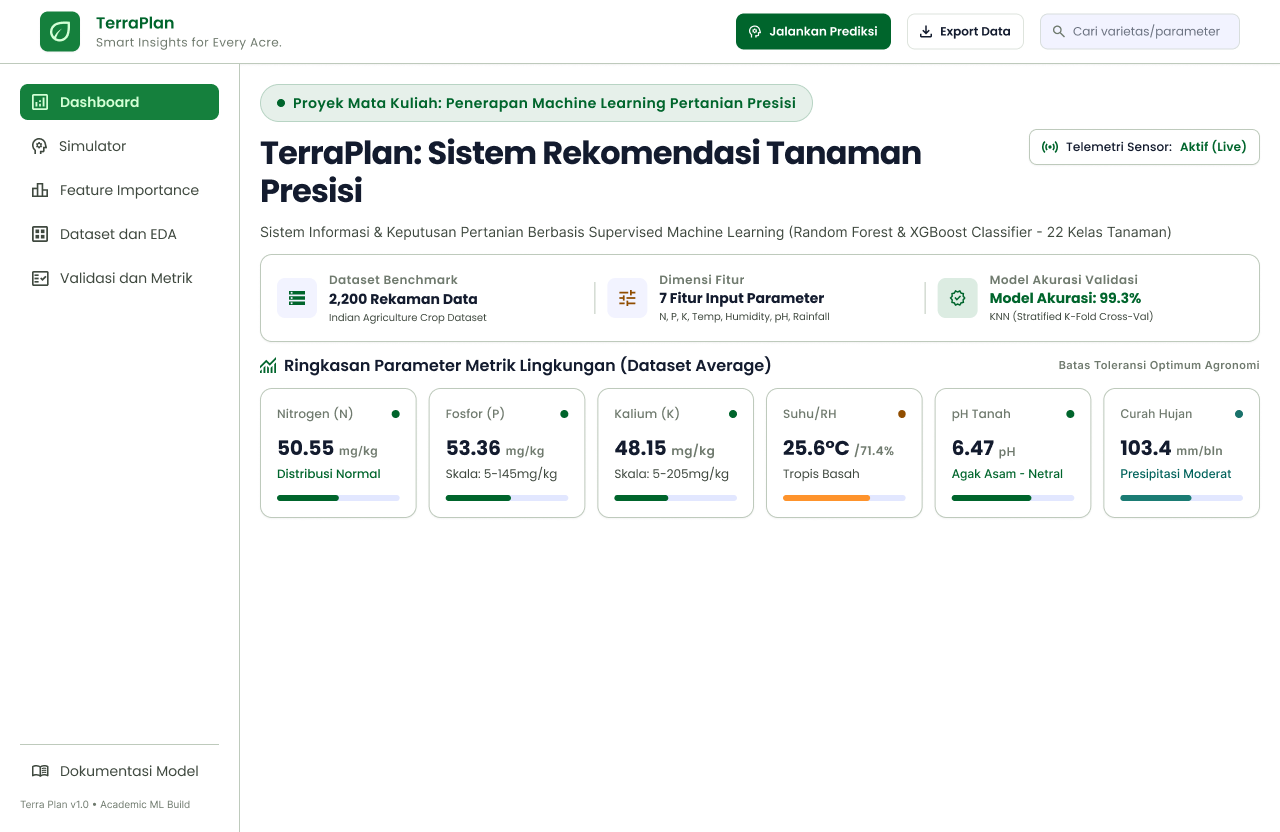 TerraPlan
Smart Insights for Every Acre.
Jalankan Prediksi
Export Data
Cari varietas/parameter
Dashboard
Simulator
Feature Importance
Dataset dan EDA
Validasi dan Metrik
Dokumentasi Model
Terra Plan v1.0 • Academic ML Build
Proyek Mata Kuliah: Penerapan Machine Learning Pertanian Presisi
TerraPlan: Sistem Rekomendasi Tanaman
Presisi
Telemetri Sensor: Aktif (Live)
Sistem Informasi & Keputusan Pertanian Berbasis Supervised Machine Learning (Random Forest & XGBoost Classifier - 22 Kelas Tanaman)
Dataset Benchmark
2,200 Rekaman Data
Indian Agriculture Crop Dataset
Dimensi Fitur
7 Fitur Input Parameter
N, P, K, Temp, Humidity, pH, Rainfall
Model Akurasi Validasi
Model Akurasi: 99.3%
KNN (Stratified K-Fold Cross-Val)
Ringkasan Parameter Metrik Lingkungan (Dataset Average)
Batas Toleransi Optimum Agronomi
Nitrogen (N)
50.55 mg/kg
Distribusi Normal
Fosfor (P)
53.36 mg/kg
Skala: 5-145mg/kg
Kalium (K)
48.15 mg/kg
Skala: 5-205mg/kg
Suhu/RH
25.6°C /71.4%
Tropis Basah
pH Tanah
6.47 pH
Agak Asam - Netral
Curah Hujan
103.4 mm/bln
Presipitasi Moderat